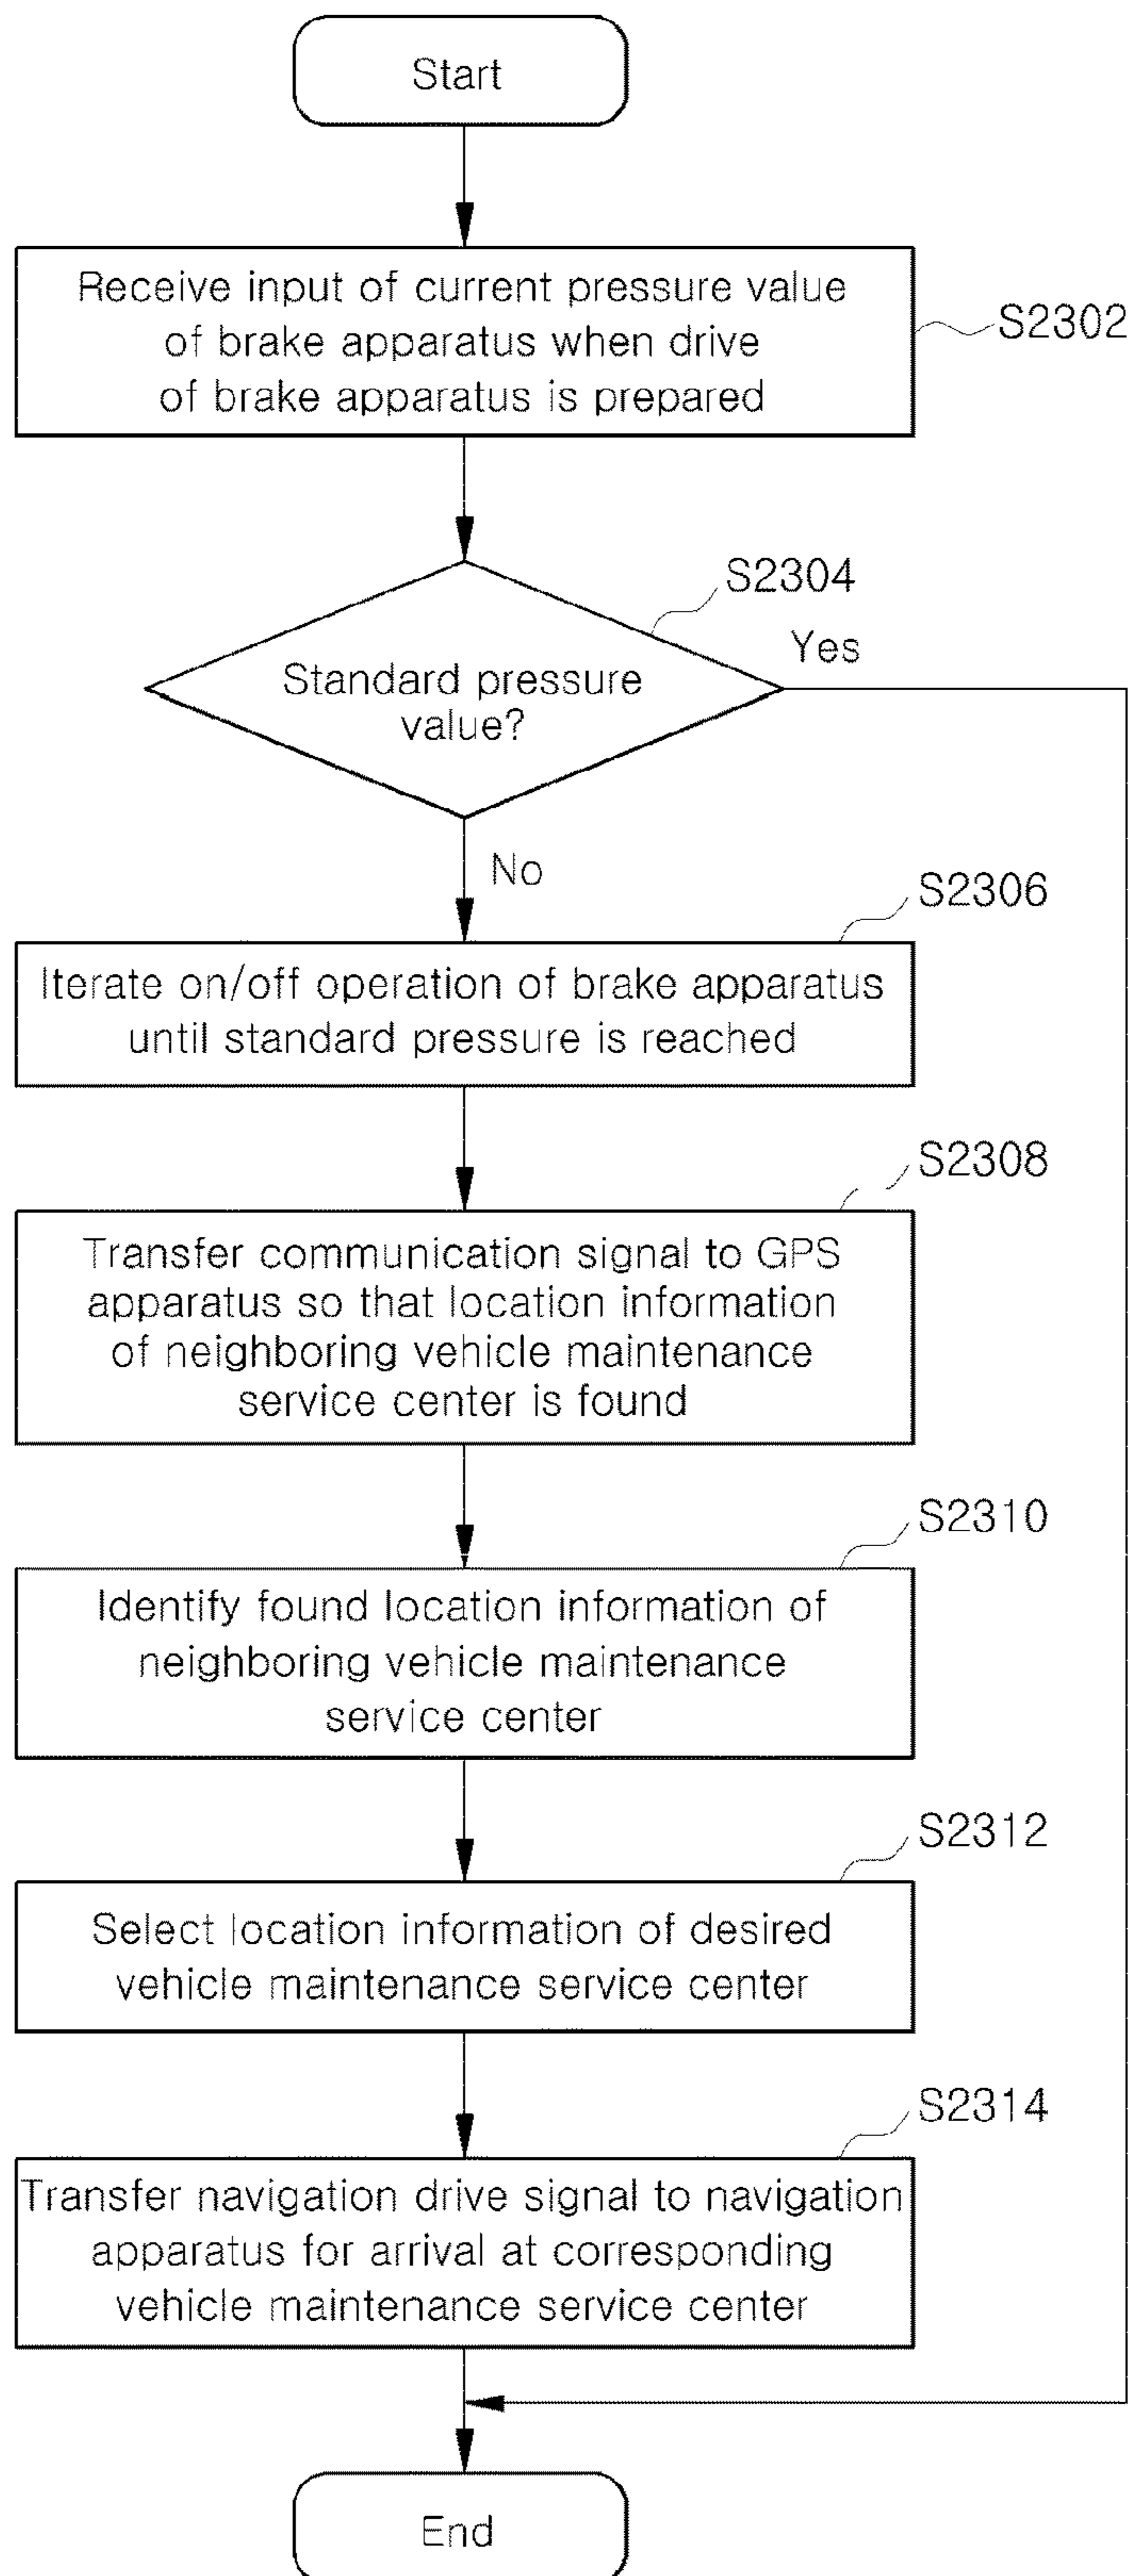 Start
Receive input of current pressure value
of brake apparatus when drive
of brake apparatus is prepared
S2302
S2304
Yes
Standard pressure
value?
No
S2306
Iterate on/off operation of brake apparatus
until standard pressure is reached
S2308
Transfer communication signal to GPS
apparatus so that location information
of neighboring vehicle maintenance
service center is found
S2310
Identify found location information of
neighboring vehicle maintenance
service center
S2312
Select location information of desired
vehicle maintenance service center
S2314
Transfer navigation drive signal to navigation
apparatus for arrival at corresponding
vehicle maintenance service center
End